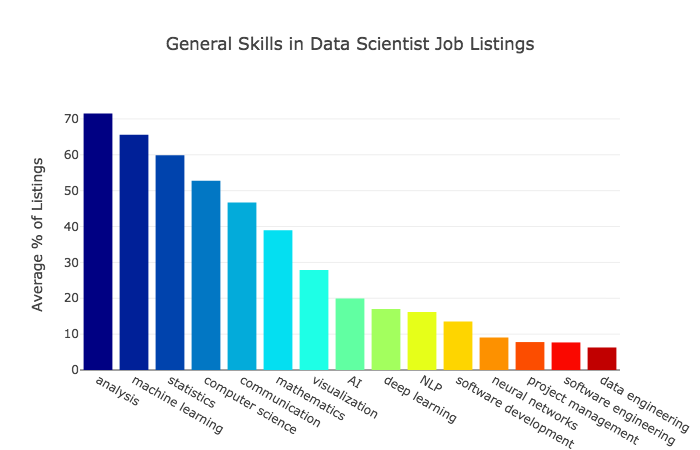 General Skills in Data Scientist Job Listings
Average % of Listings
70
60
50
40
30
20
10
0
analysis
machine learning
statistics
computer science
communication
mathematics
visualization
AI
deep learning
NLP
software development
neural networks
project management
software engineering
data engineering